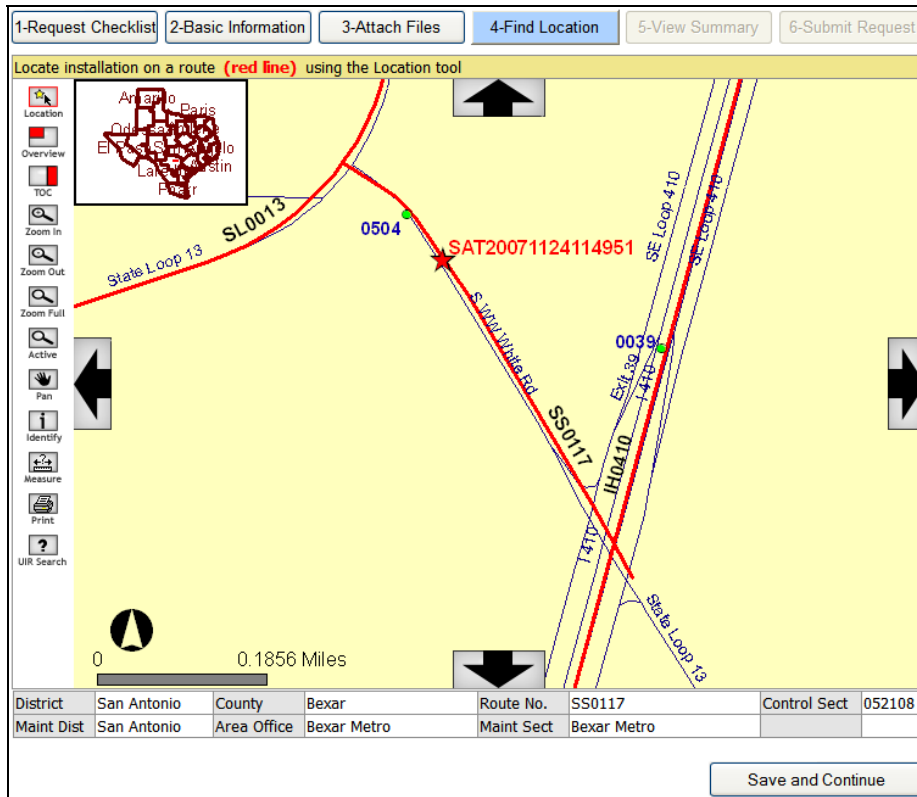 1-Request Checklist 2-Basic Information 3-Attach Files 4-Find Location 5-View Summary 6-Submit Request
Locate installation on a route (red line) using the Location tool
Location
Overview
TOC
Zoom In
Zoom Out
Zoom Full
Active
Pan
Identify
Measure
Print
UIR Search
Amarillo
Paris
Odessa
El Paso
San Angelo
Austin
Pharr
SL0013
State Loop 13
0504
SAT20071124114951
S WW White Rd
SS0117
SE Loop 410
SE Loop 410
0039
Exit 39
I 410
IH0410
I 410
State Loop 13
0 0.1856 Miles
District San Antonio County Bexar Route No. SS0117 Control Sect 052108
Maint Dist San Antonio Area Office Bexar Metro Maint Sect Bexar Metro
Save and Continue